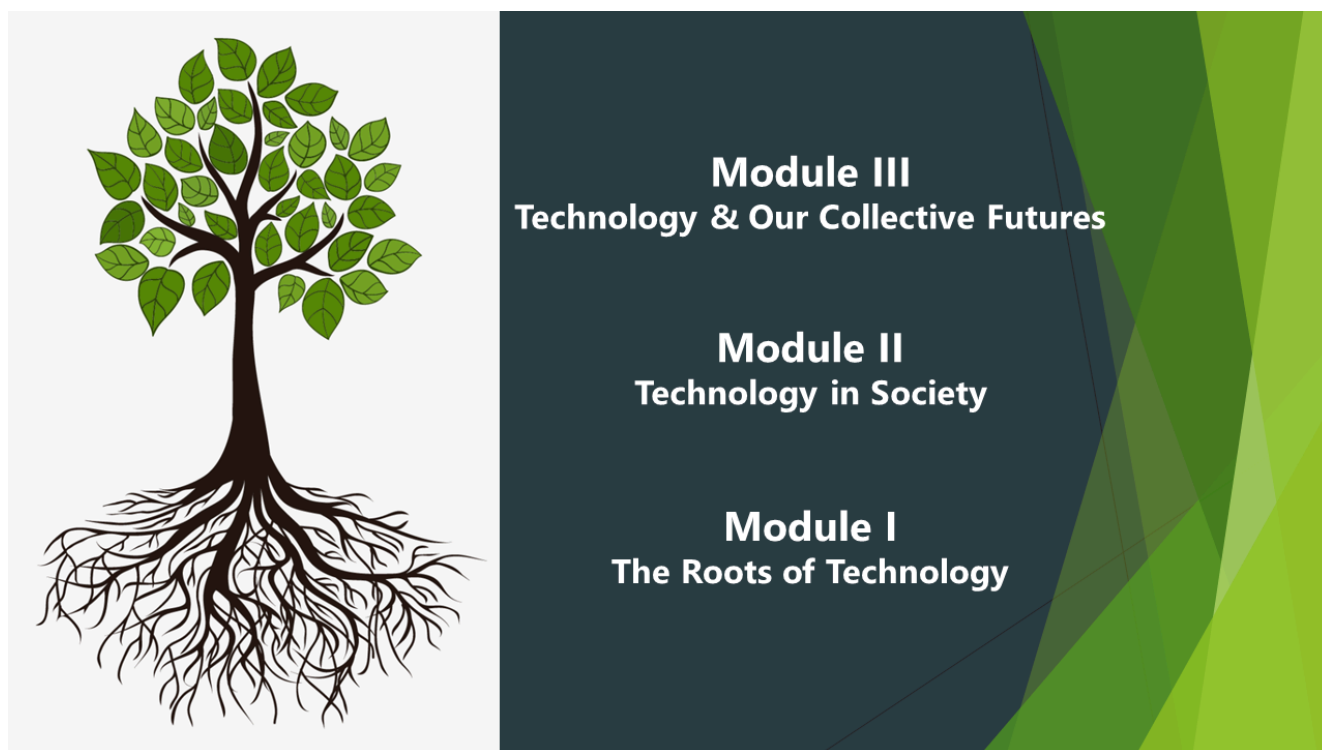 Module III
Technology & Our Collective Futures
Module II
Technology in Society
Module I
The Roots of Technology